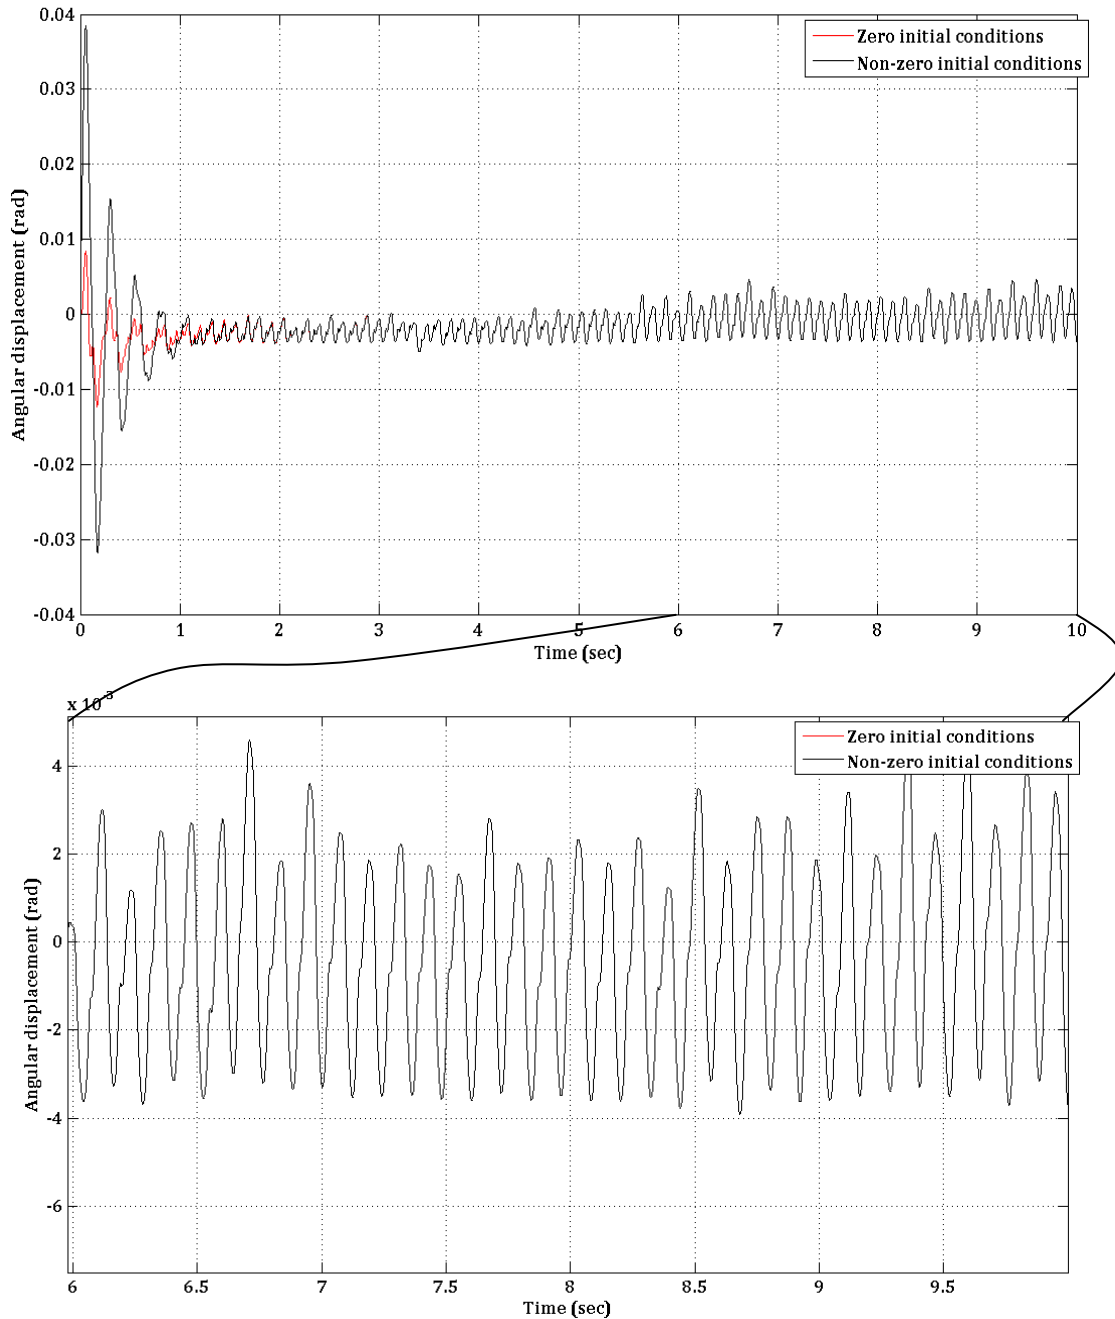 0.04
0.03
0.02
0.01
0
-0.01
-0.02
-0.03
-0.04
Angular displacement (rad)
Zero initial conditions
Non-zero initial conditions
0 1 2 3 4 5 6 7 8 9 10
Time (sec)
x 10-3
4
2
0
-2
-4
-6
Angular displacement (rad)
Zero initial conditions
Non-zero initial conditions
6 6.5 7 7.5 8 8.5 9 9.5
Time (sec)